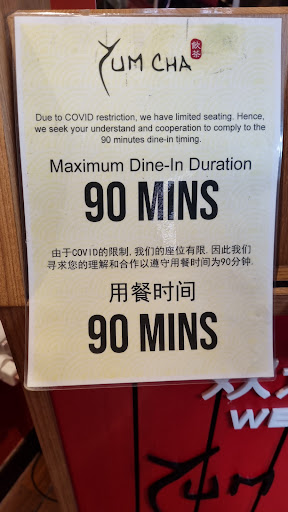 YUM CHA 飲茶
Due to COVID restriction, we have limited seating. Hence,
we seek your understand and cooperation to comply to the
90 minutes dine-in timing.
Maximum Dine-In Duration
90 MINS
由于COVID的限制, 我们的座位有限. 因此我们
寻求您的理解和合作以遵守用餐时间为90分钟.
用餐时间
90 MINS
WE
YUM